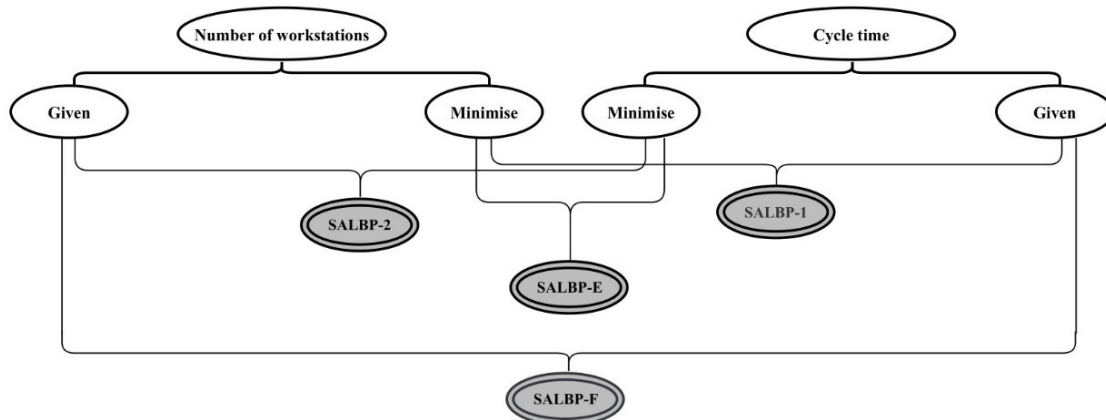 Number of workstations
Cycle time
Given
Minimise
Minimise
Given
SALBP-2
SALBP-1
SALBP-E
SALBP-F